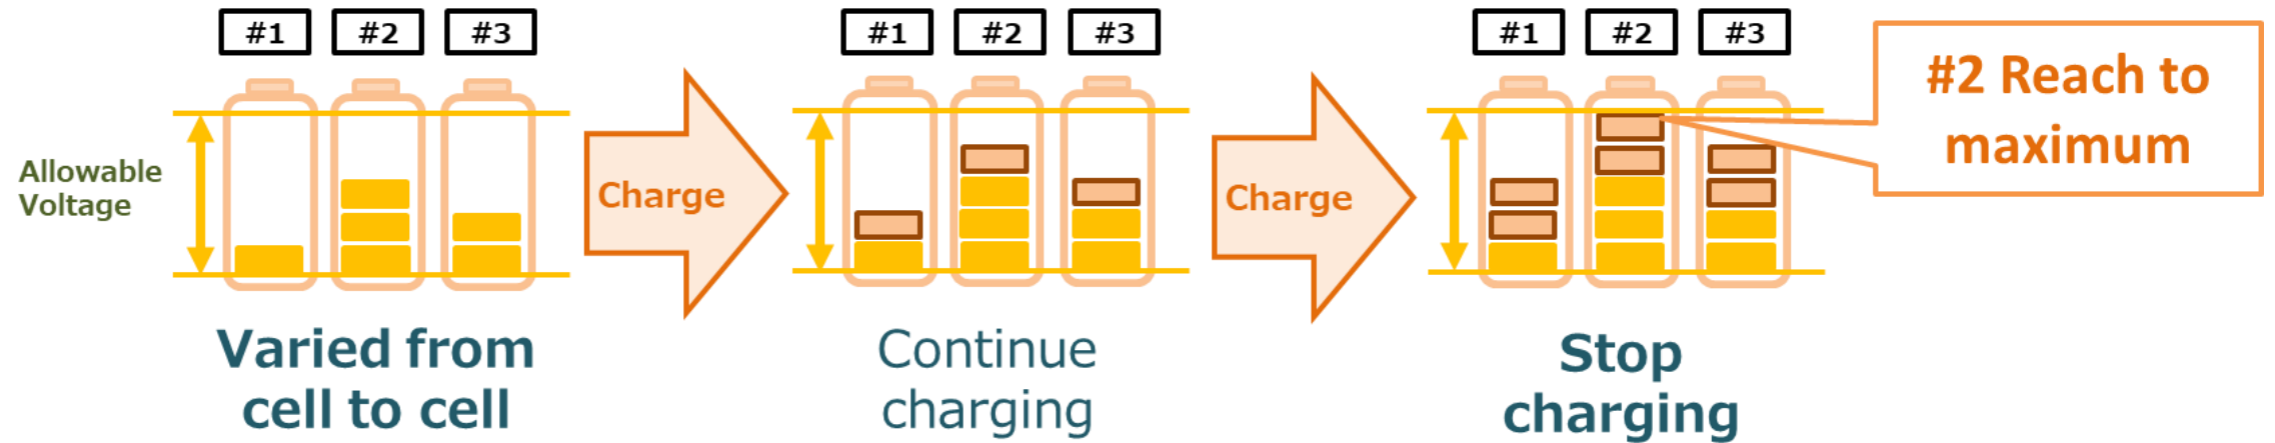 #1 #2 #3
#1 #2 #3
#1 #2 #3
#2 Reach to
maximum
Allowable
Voltage
Charge
Charge
Varied from
cell to cell
Continue
charging
Stop
charging